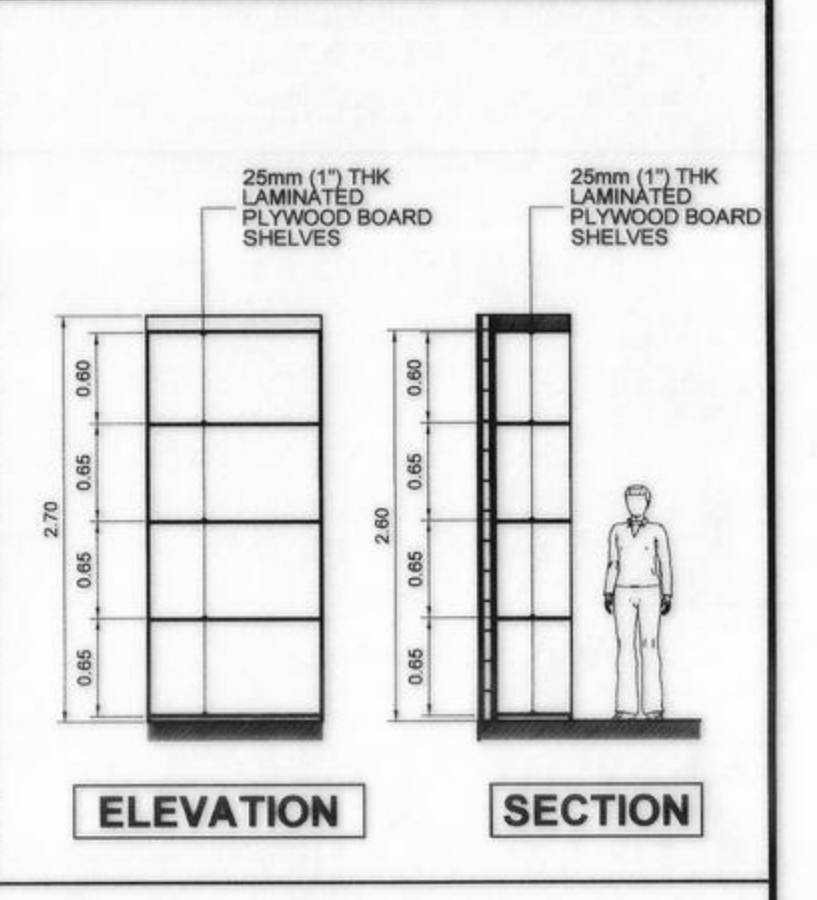 25mm (1") THK
LAMINATED
PLYWOOD BOARD
SHELVES
25mm (1") THK
LAMINATED
PLYWOOD BOARD
SHELVES
0.60
0.65
2.70
0.65
0.65
0.60
0.65
2.60
0.65
0.65
ELEVATION
SECTION